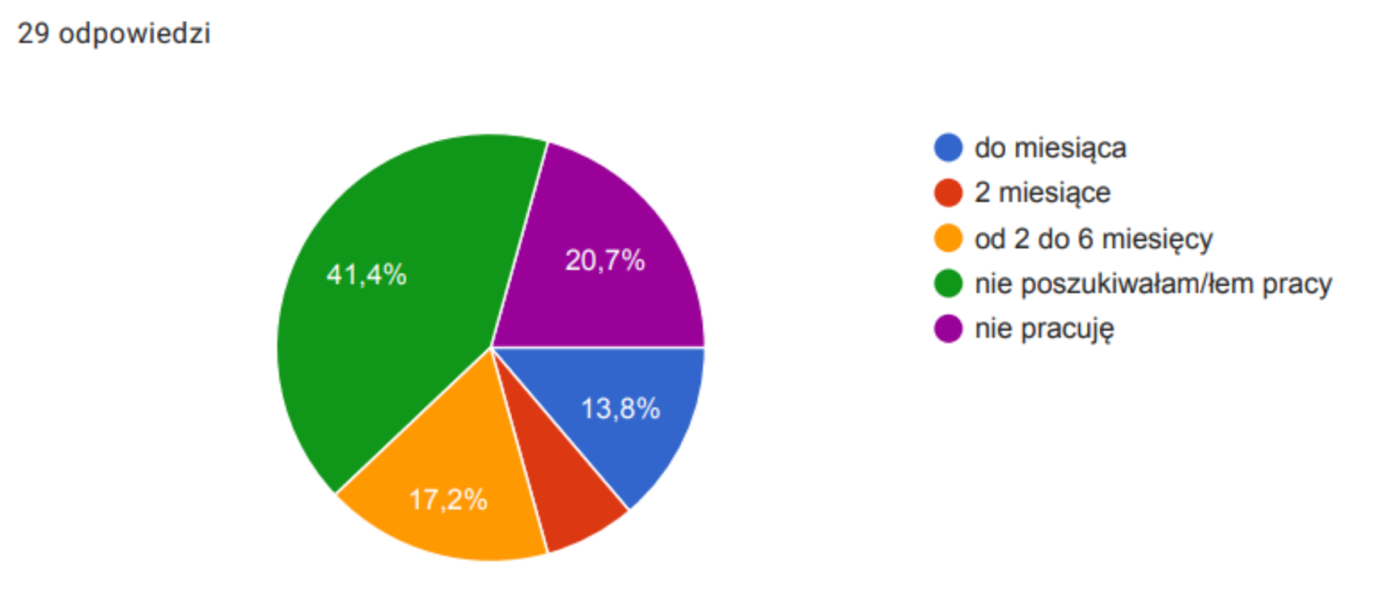 29 odpowiedzi
41,4%
20,7%
13,8%
17,2%
do miesiąca
2 miesiące
od 2 do 6 miesięcy
nie poszukiwałam/łem pracy
nie pracuję